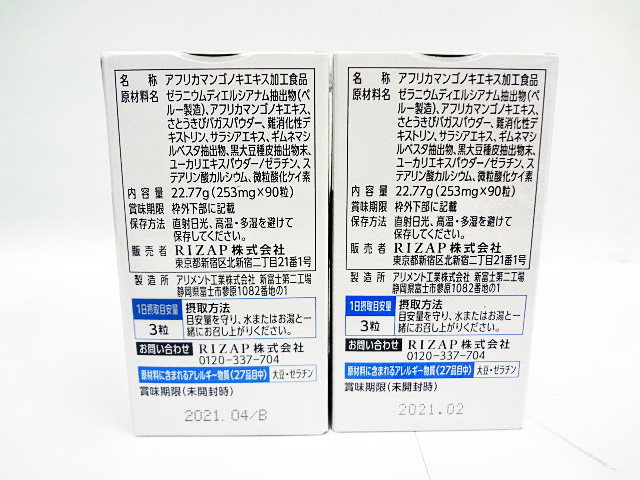 名称 アフリカマンゴノキエキス加工食品
原材料名 ゼラニウムディエルシアナム抽出物(ペ
ルー製造)、アフリカマンゴノキエキス、
さとうきびバガスパウダー、難消化性デ
キストリン、サラシアエキス、ギムネマシ
ルベスタ抽出物、黒大豆種皮抽出物末、
ユーカリエキスパウダー/ゼラチン、ス
テアリン酸カルシウム、微粒酸化ケイ素
内容量 22.77g(253mg×90粒)
賞味期限 枠外下部に記載
保存方法 直射日光、高温・多湿を避けて
保存してください。
販売者 RIZAP株式会社
東京都新宿区北新宿二丁目21番1号
製造所 アリメント工業株式会社 新富士第二工場
静岡県富士市蓼原1082番地の1
1日摂取目安量 摂取方法
3粒 目安量を守り、水またはお湯と一
緒にお召し上がりください。
お問い合わせ RIZAP株式会社
0120-337-704
原材料に含まれるアレルギー物質(27品目中) 大豆・ゼラチン
賞味期限(未開封時)
2021.04/B
名称 アフリカマンゴノキエキス加工食品
原材料名 ゼラニウムディエルシアナム抽出物(ペ
ルー製造)、アフリカマンゴノキエキス、
さとうきびバガスパウダー、難消化性デ
キストリン、サラシアエキス、ギムネマシ
ルベスタ抽出物、黒大豆種皮抽出物末、
ユーカリエキスパウダー/ゼラチン、ス
テアリン酸カルシウム、微粒酸化ケイ素
内容量 22.77g(253mg×90粒)
賞味期限 枠外下部に記載
保存方法 直射日光、高温・多湿を避けて
保存してください。
販売者 RIZAP株式会社
東京都新宿区北新宿二丁目21番1号
製造所 アリメント工業株式会社 新富士第二工場
静岡県富士市蓼原1082番地の1
1日摂取目安量 摂取方法
3粒 目安量を守り、水またはお湯と一
緒にお召し上がりください。
お問い合わせ RIZAP株式会社
0120-337-704
原材料に含まれるアレルギー物質(27品目中) 大豆・ゼラチン
賞味期限(未開封時)
2021.02